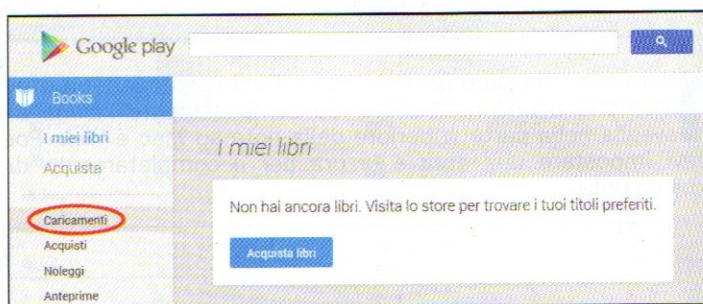 Google play
Books
I miei libri
Acquista
Caricamenti
Acquisti
Noleggi
Anteprime
I miei libri
Non hai ancora libri. Visita lo store per trovare i tuoi titoli preferiti.
Acquista libri